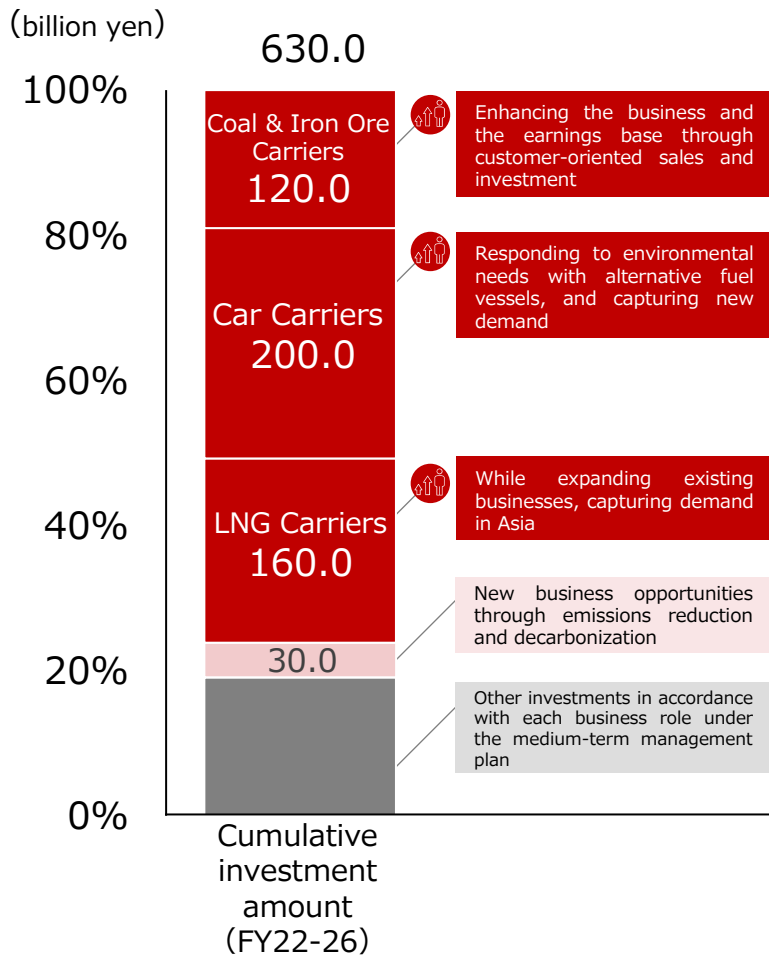 (billion yen)
630.0
100%
80%
60%
40%
20%
0%
Coal & Iron Ore
Carriers
120.0
Enhancing the business and
the earnings base through
customer-oriented sales and
investment
Car Carriers
200.0
Responding to environmental
needs with alternative fuel
vessels, and capturing new
demand
LNG Carriers
160.0
While expanding existing
businesses, capturing demand
in Asia
30.0
New business opportunities
through emissions reduction
and decarbonization
Other investments in accordance
with each business role under
the medium-term management
plan
Cumulative
investment
amount
(FY22-26)